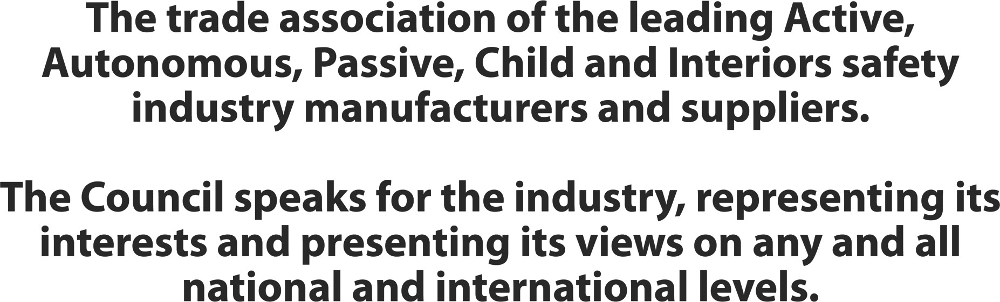 The trade association of the leading Active,
Autonomous, Passive, Child and Interiors safety
industry manufacturers and suppliers.
The Council speaks for the industry, representing its
interests and presenting its views on any and all
national and international levels.